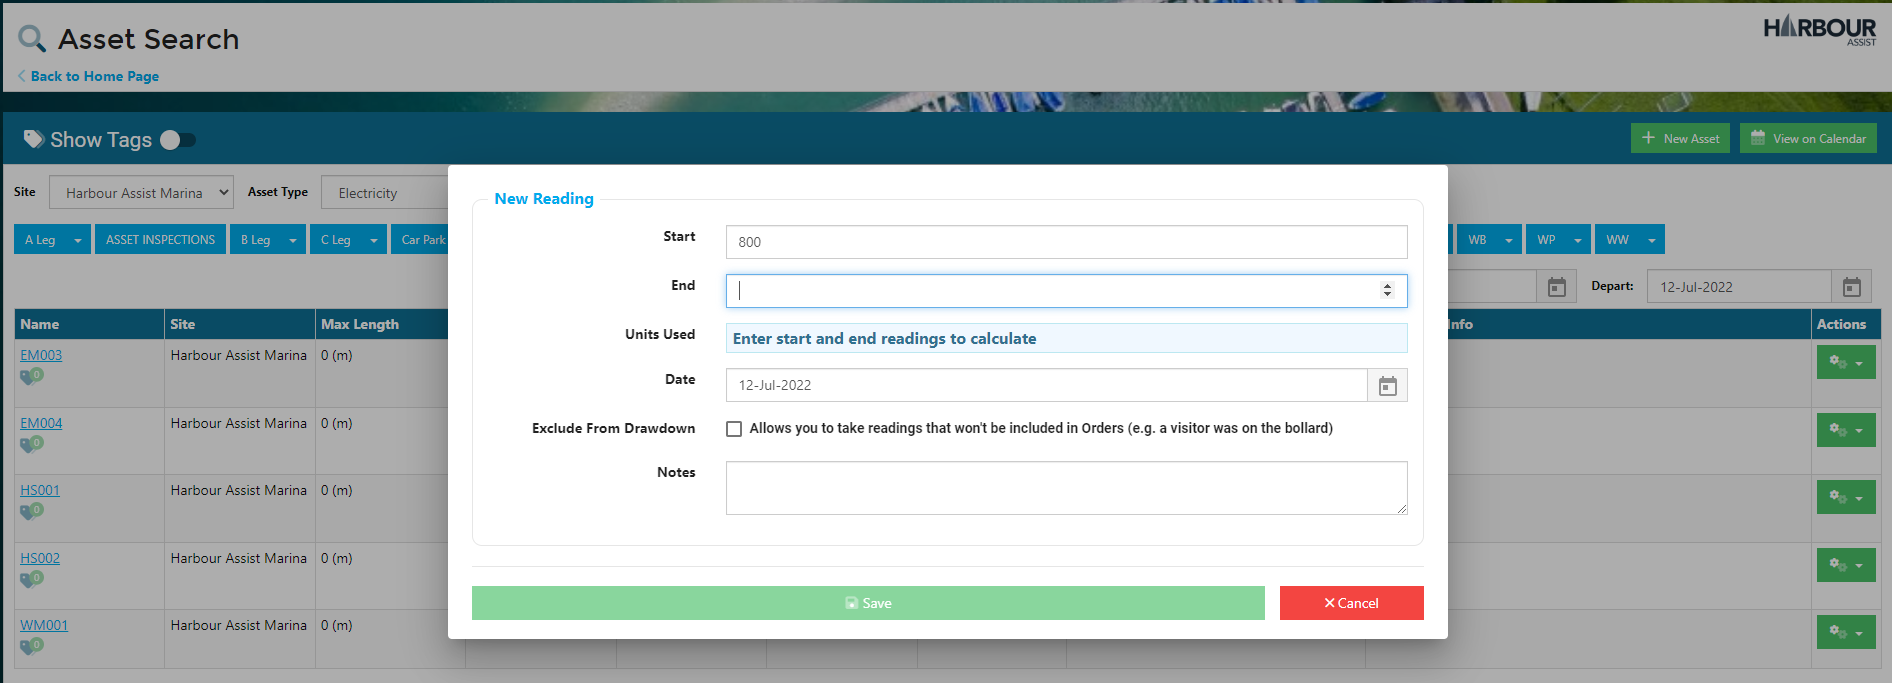 Asset Search
HARBOUR
ASSIST
Back to Home Page
Show Tags
New Asset
View on Calendar
Site
Harbour Assist Marina
Asset Type
Electricity
A Leg
ASSET INSPECTIONS
B Leg
C Leg
Car Park
WB
WP
WW
Depart:
12-Jul-2022
Name
Site
Max Length
Info
Actions
EM003
Harbour Assist Marina
0 (m)
0
EM004
Harbour Assist Marina
0 (m)
0
HS001
Harbour Assist Marina
0 (m)
0
HS002
Harbour Assist Marina
0 (m)
0
WM001
Harbour Assist Marina
0 (m)
0
New Reading
Start
800
End
Units Used
Enter start and end readings to calculate
Date
12-Jul-2022
Exclude From Drawdown
Allows you to take readings that won't be included in Orders (e.g. a visitor was on the bollard)
Notes
Save
Cancel